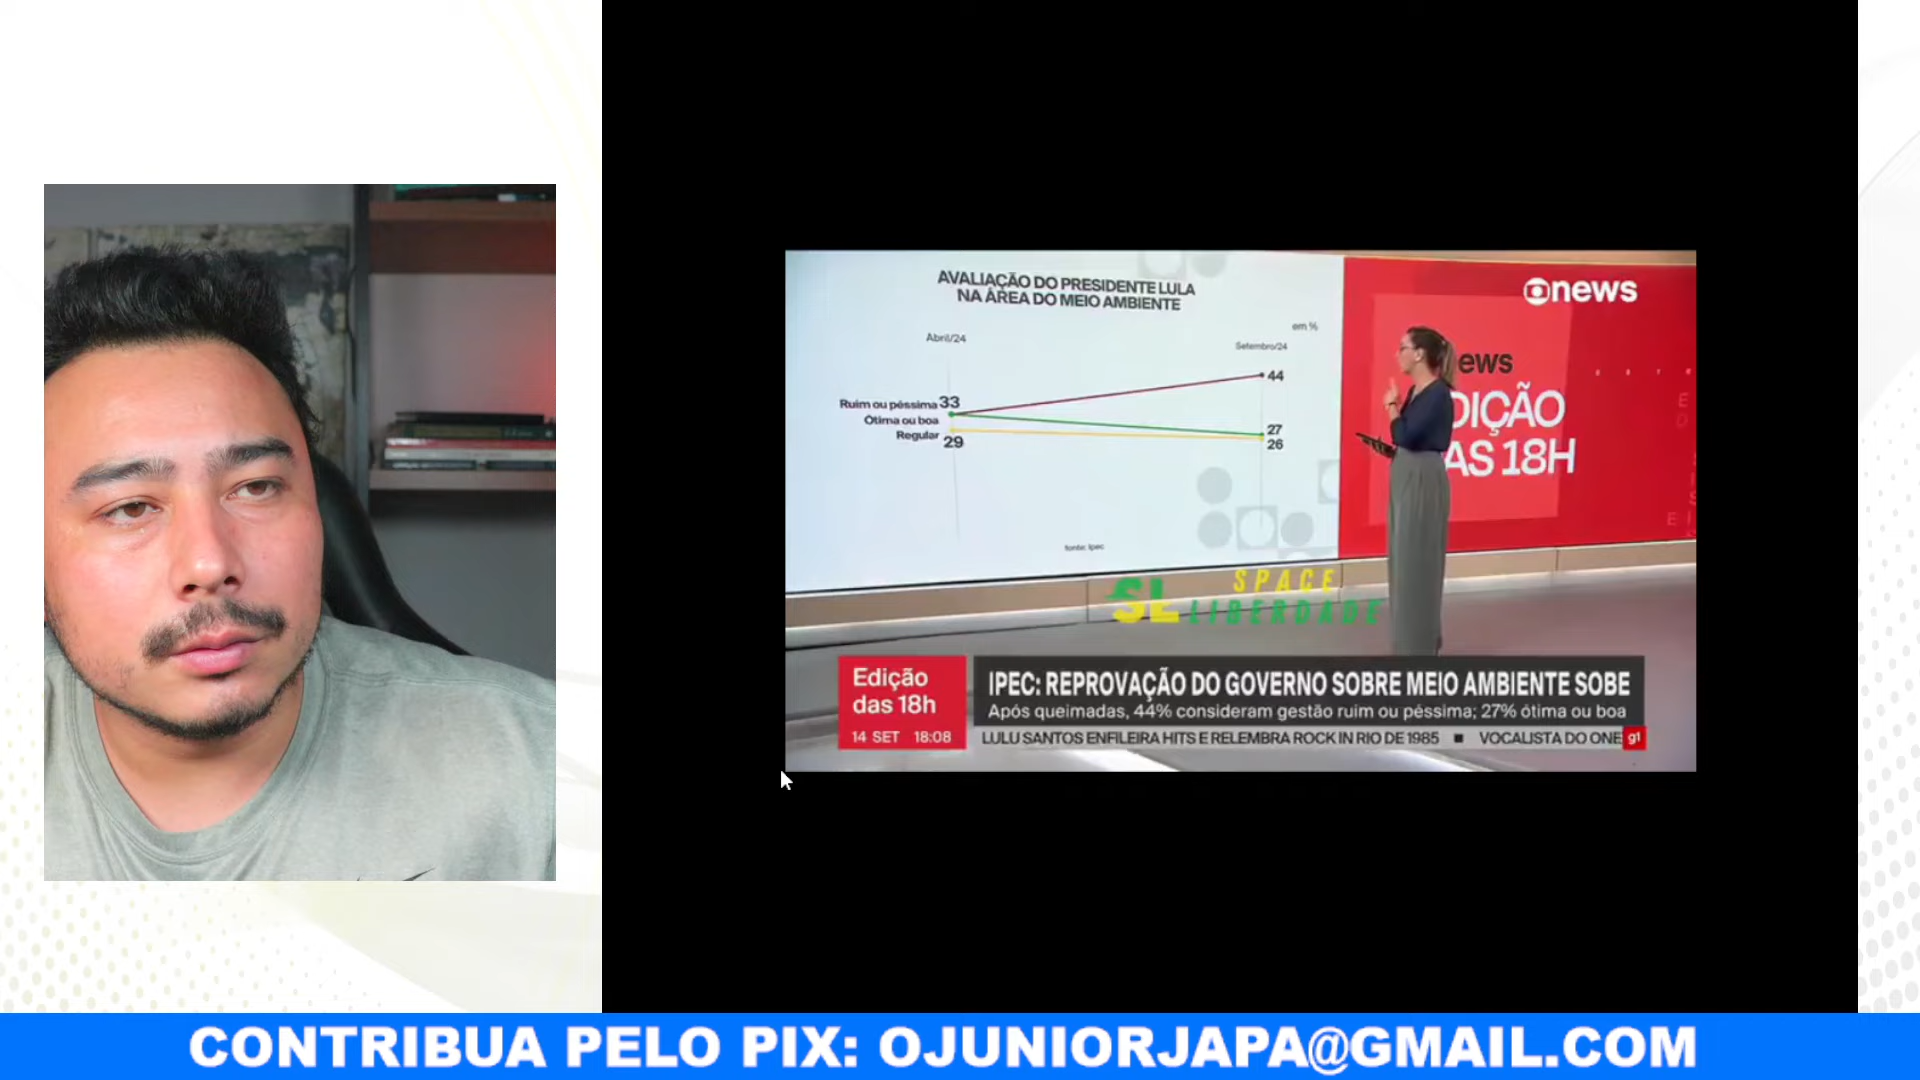 AVALIAÇÃO DO PRESIDENTE LULA
NA ÁREA DO MEIO AMBIENTE
em %
Abril/24
Setembro/24
44
Ruim ou péssima 33
Ótima ou boa
Regular 29
27
26
fonte: Ipec
news
ews
DIÇÃO
AS 18H
SL SPACE
LIBERDADE
Edição
das 18h
14 SET 18:08
IPEC: REPROVAÇÃO DO GOVERNO SOBRE MEIO AMBIENTE SOBE
Após queimadas, 44% consideram gestão ruim ou péssima; 27% ótima ou boa
LULU SANTOS ENFILEIRA HITS E RELEMBRA ROCK IN RIO DE 1985 ■ VOCALISTA DO ONE
g1
CONTRIBUA PELO PIX: OJUNIORJAPA@GMAIL.COM